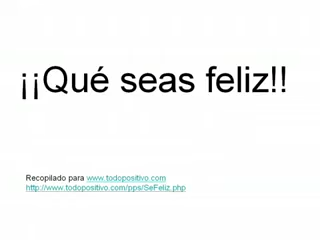 ¡¡Qué seas feliz!!
Recopilado para www.todopositivo.com
http://www.todopositivo.com/pps/SeFeliz.php